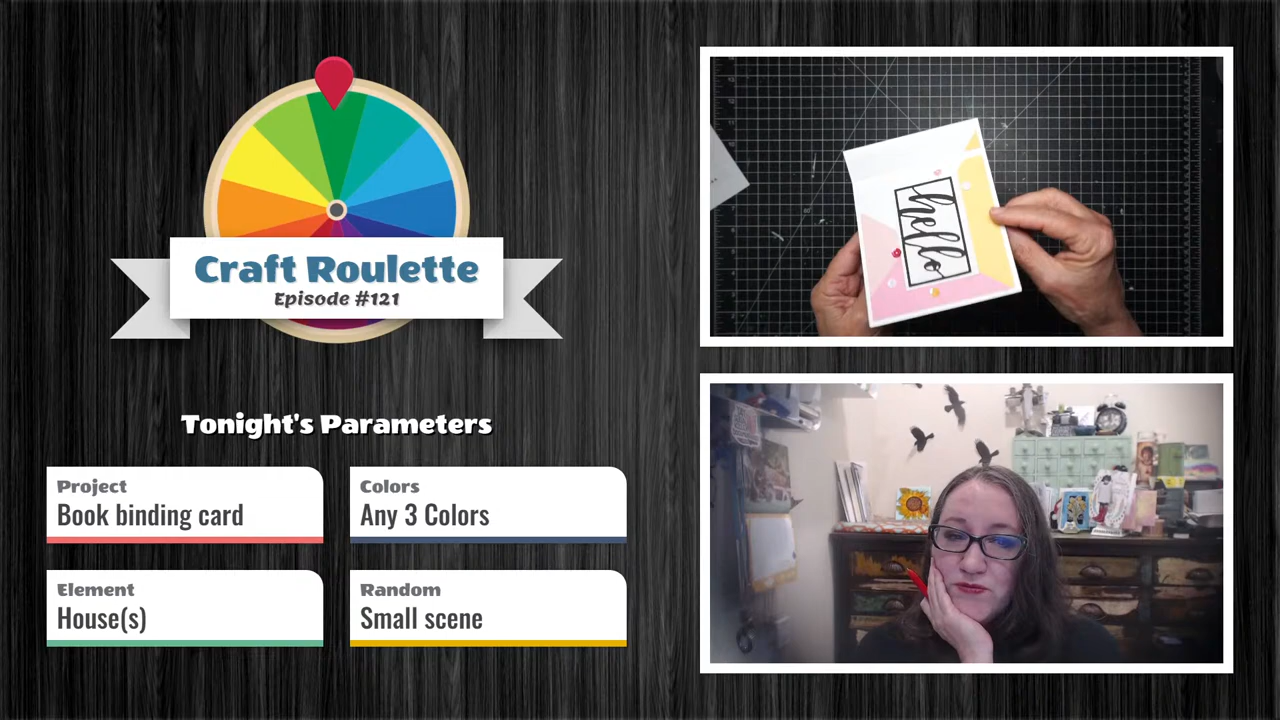 Craft Roulette
Episode #121
Tonight's Parameters
Project
Book binding card
Colors
Any 3 Colors
Element
House(s)
Random
Small scene
hello